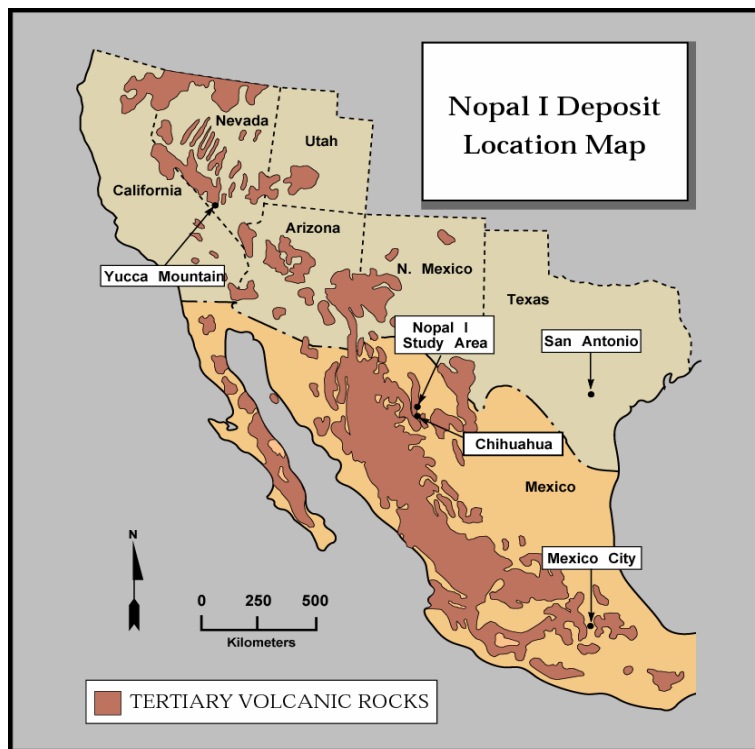 Nopal I Deposit
Location Map
Nevada
Utah
California
Arizona
Yucca Mountain
N. Mexico
Texas
Nopal I
Study Area
San Antonio
Chihuahua
Mexico
N
Mexico City
0 250 500
Kilometers
TERTIARY VOLCANIC ROCKS